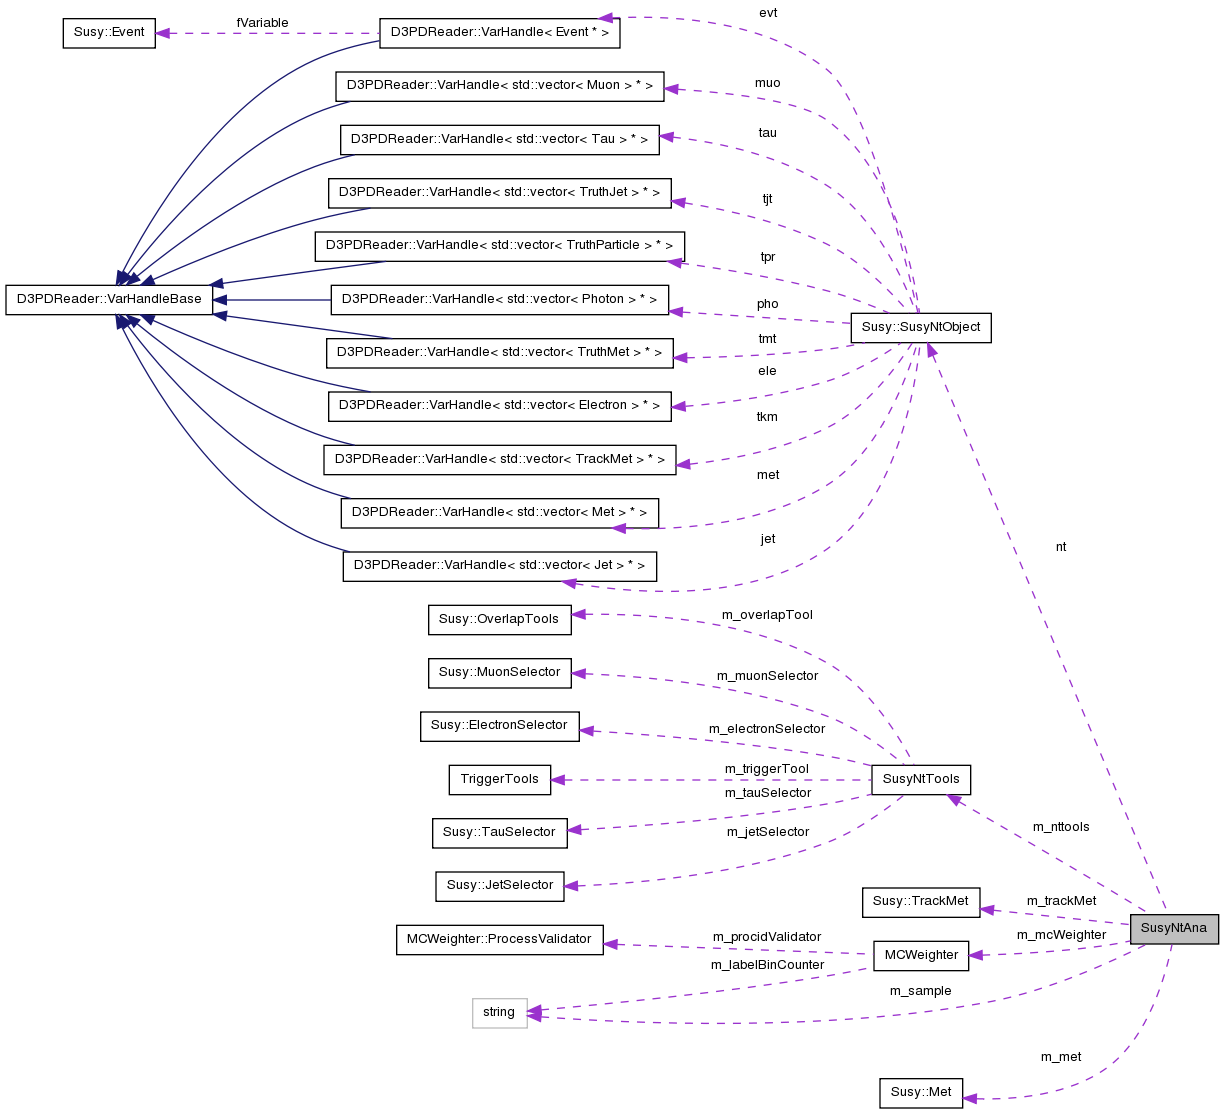 evt
fVariable
Susy::Event
D3PDReader::VarHandle< Event * >
muo
D3PDReader::VarHandle< std::vector< Muon > * >
tau
D3PDReader::VarHandle< std::vector< Tau > * >
tjt
D3PDReader::VarHandle< std::vector< TruthJet > * >
tpr
D3PDReader::VarHandle< std::vector< TruthParticle > * >
pho
D3PDReader::VarHandleBase
D3PDReader::VarHandle< std::vector< Photon > * >
Susy::SusyNtObject
tmt
D3PDReader::VarHandle< std::vector< TruthMet > * >
ele
D3PDReader::VarHandle< std::vector< Electron > * >
tkm
D3PDReader::VarHandle< std::vector< TrackMet > * >
met
D3PDReader::VarHandle< std::vector< Met > * >
jet
nt
D3PDReader::VarHandle< std::vector< Jet > * >
m_overlapTool
Susy::OverlapTools
m_muonSelector
Susy::MuonSelector
m_electronSelector
Susy::ElectronSelector
m_triggerTool
TriggerTools
SusyNtTools
m_tauSelector
Susy::TauSelector
m_jetSelector
m_nttools
Susy::JetSelector
Susy::TrackMet
m_trackMet
SusyNtAna
MCWeighter::ProcessValidator
m_procidValidator
m_mcWeighter
MCWeighter
m_labelBinCounter
m_sample
string
m_met
Susy::Met